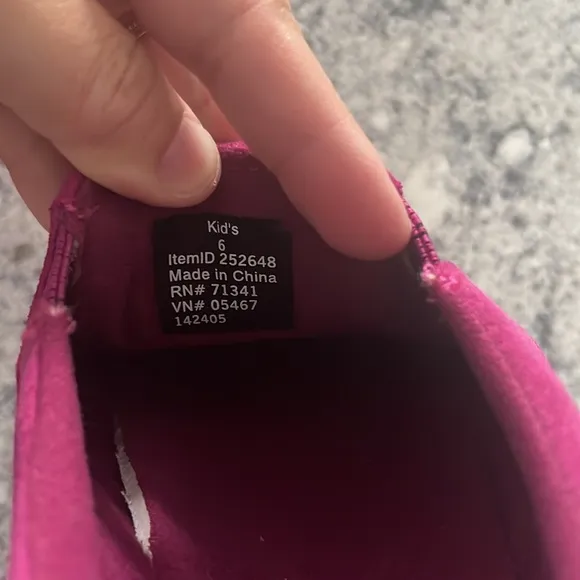 Kid's
6
ItemID 252648
Made in China
RN# 71341
VN# 05467
142405